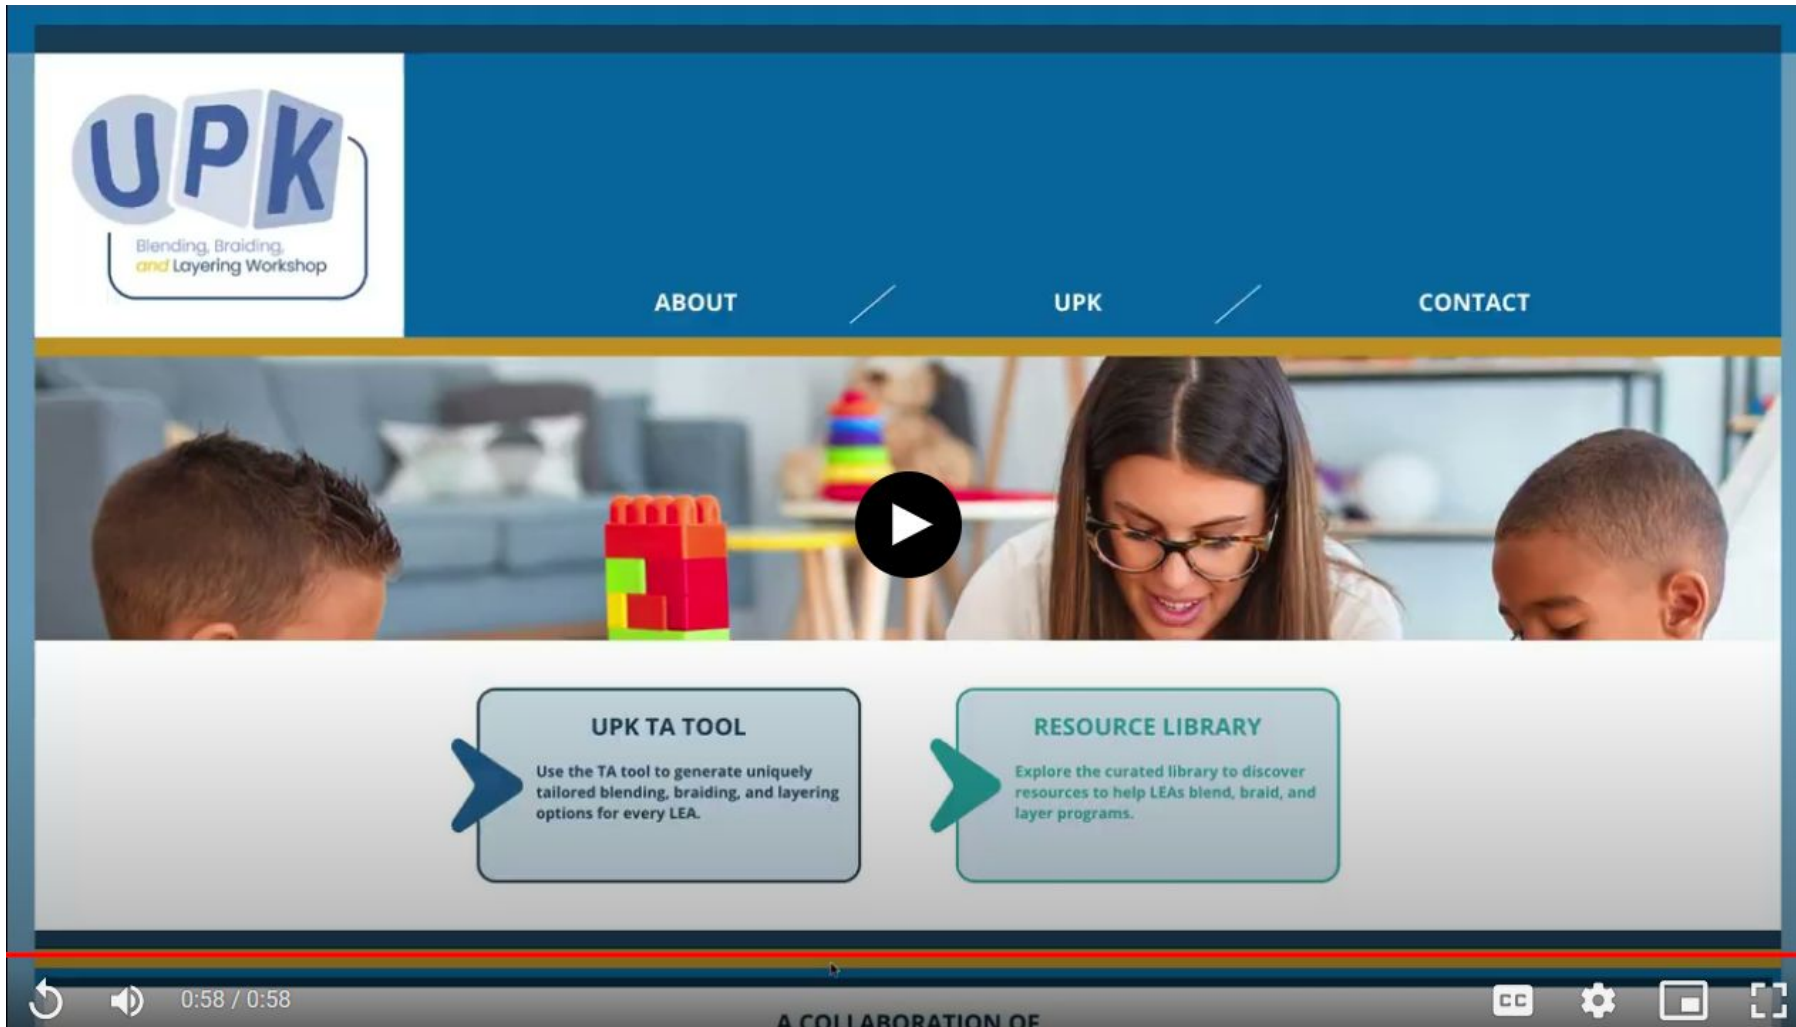 UPK
Blending, Braiding,
and Layering Workshop
ABOUT
UPK
CONTACT
UPK TA TOOL
Use the TA tool to generate uniquely
tailored blending, braiding, and layering
options for every LEA.
RESOURCE LIBRARY
Explore the curated library to discover
resources to help LEAs blend, braid, and
layer programs.
0:58 / 0:58
CC
A COLLABORATION OF